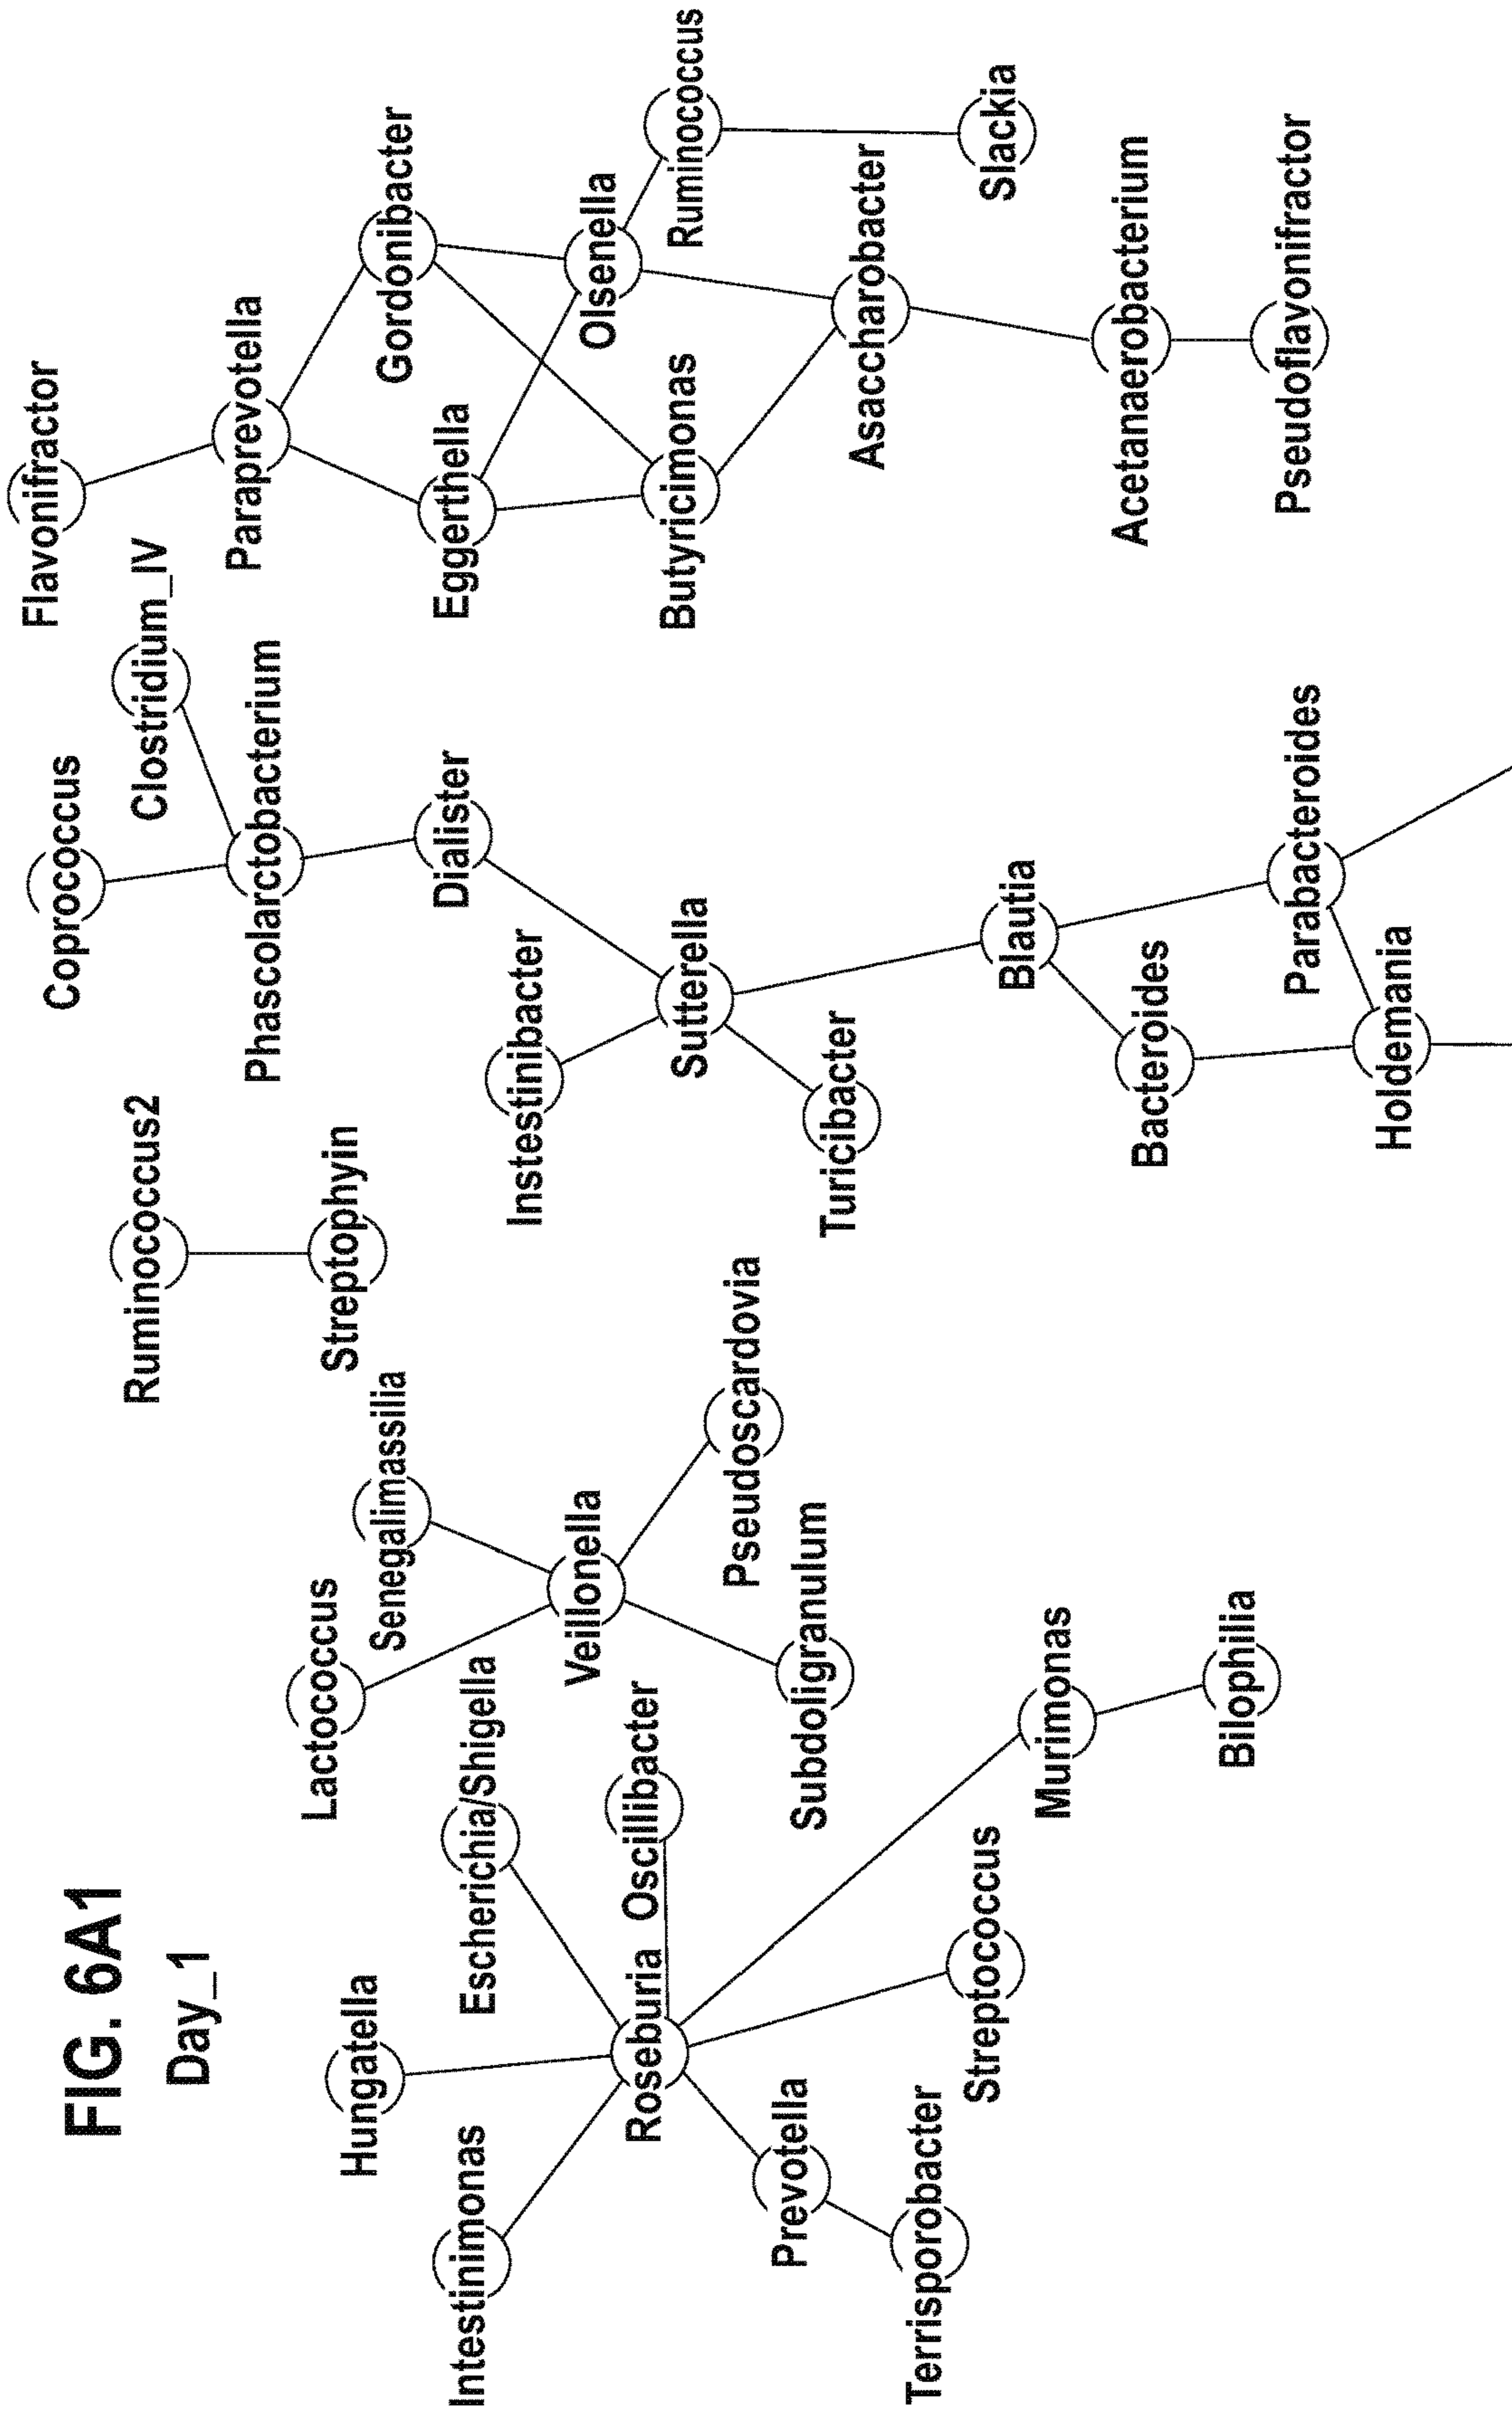 FIG. 6A1
Day_1
Hungatella
Intestinimonas
Escherichia/Shigella
Roseburia
Oscillibacter
Prevotella
Terrisporobacter
Streptococcus
Murimonas
Bilophilia
Lactococcus
Senegalimassilia
Veillonella
Pseudoscardovia
Subdoligranulum
Ruminococcus2
Streptophyin
Coprococcus
Clostridium_IV
Phascolarctobacterium
Dialister
Instestinibacter
Sutterella
Turicibacter
Blautia
Bacteroides
Parabacteroides
Holdemania
Flavonifractor
Paraprevotella
Gordonibacter
Eggerthella
Olsenella
Ruminococcus
Butyricimonas
Asaccharobacter
Slackia
Acetanaerobacterium
Pseudoflavonifractor